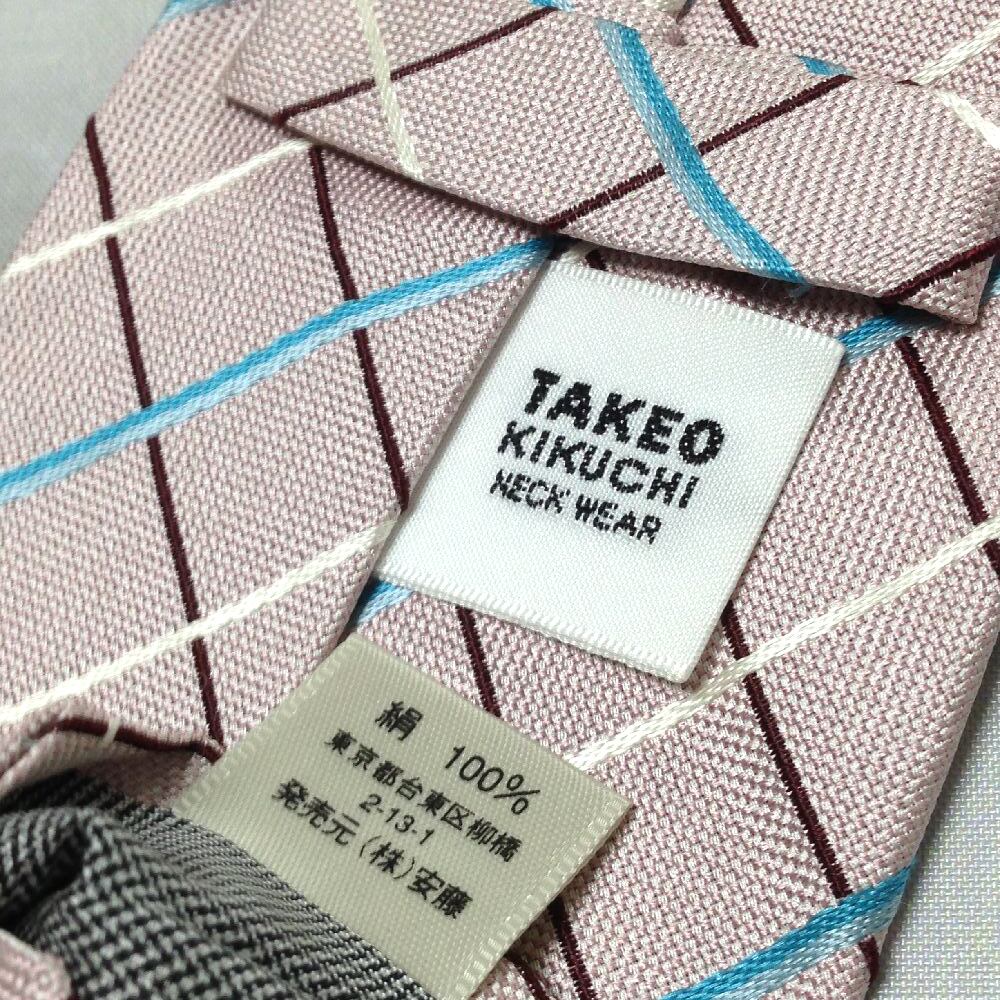 TAKEO
KIKUCHI
NECK WEAR
絹 100%
東京都台東区柳橋
2-13-1
発売元(株)安藤